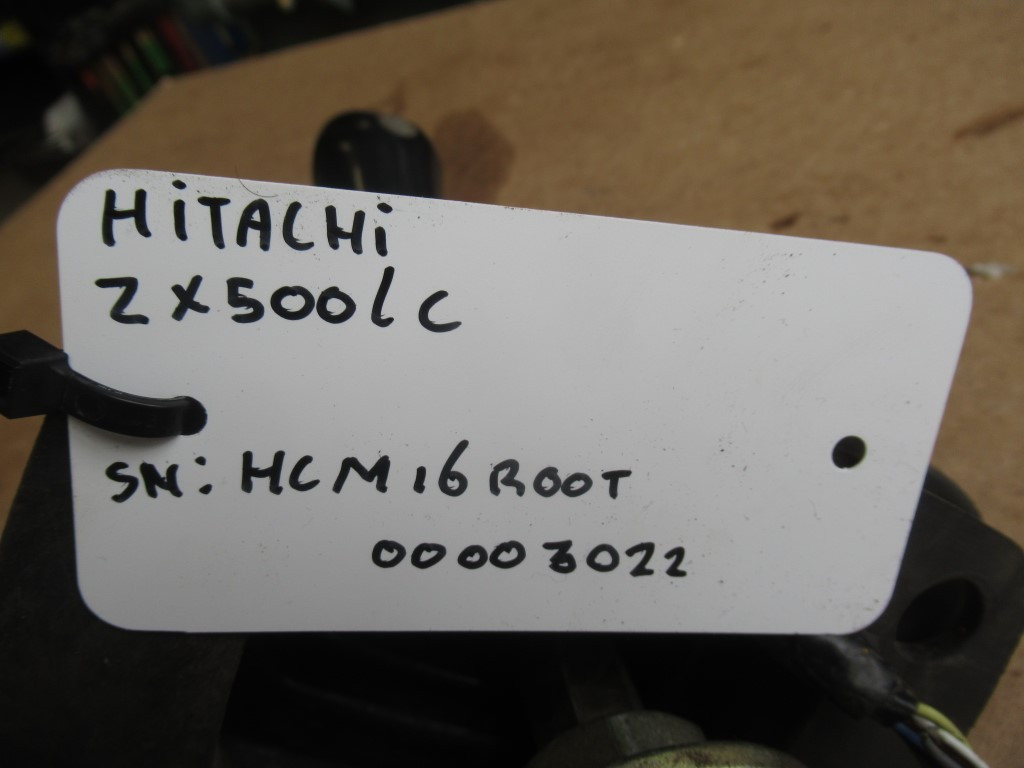 HiTACHi
ZX500lC
SN: HCM16ROOT
00003022